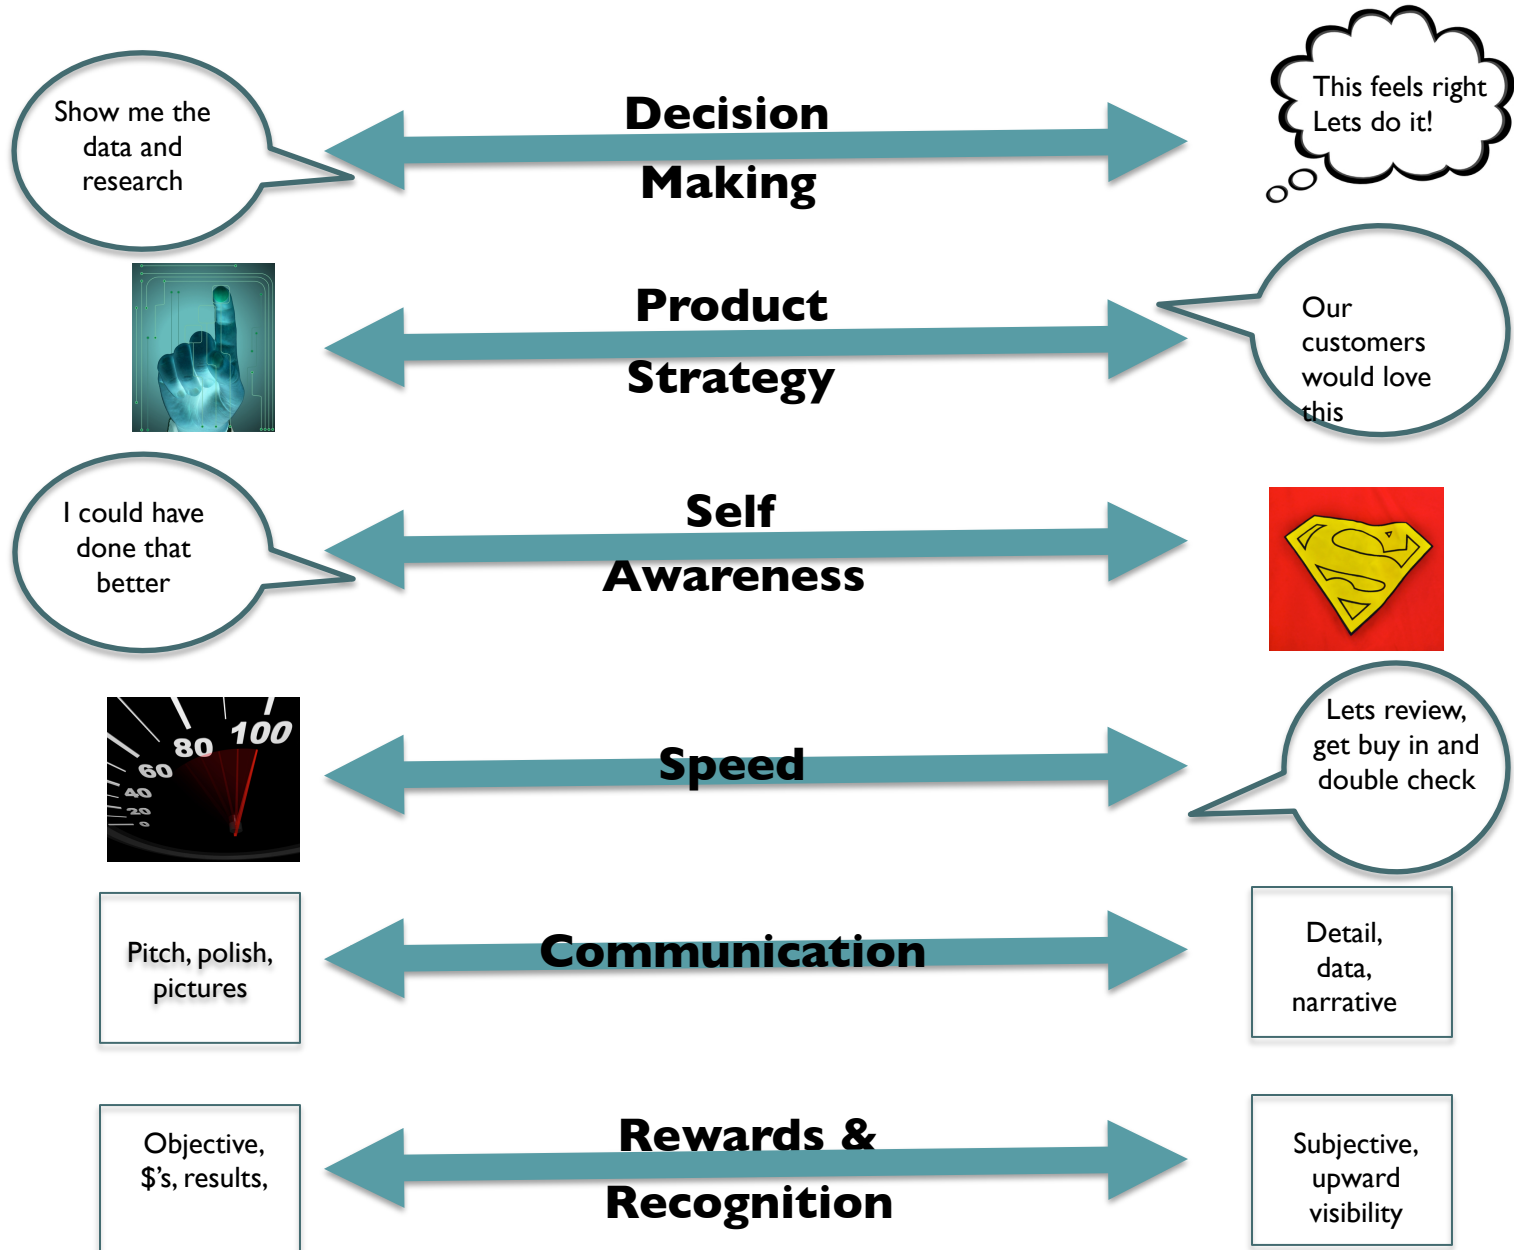 Show me the
data and
research
Decision
Making
This feels right
Lets do it!
Product
Strategy
Our
customers
would love
this
I could have
done that
better
Self
Awareness
S
0
20
40
60
80
100
Speed
Lets review,
get buy in and
double check
Pitch, polish,
pictures
Communication
Detail,
data,
narrative
Objective,
$'s, results,
Rewards &
Recognition
Subjective,
upward
visibility